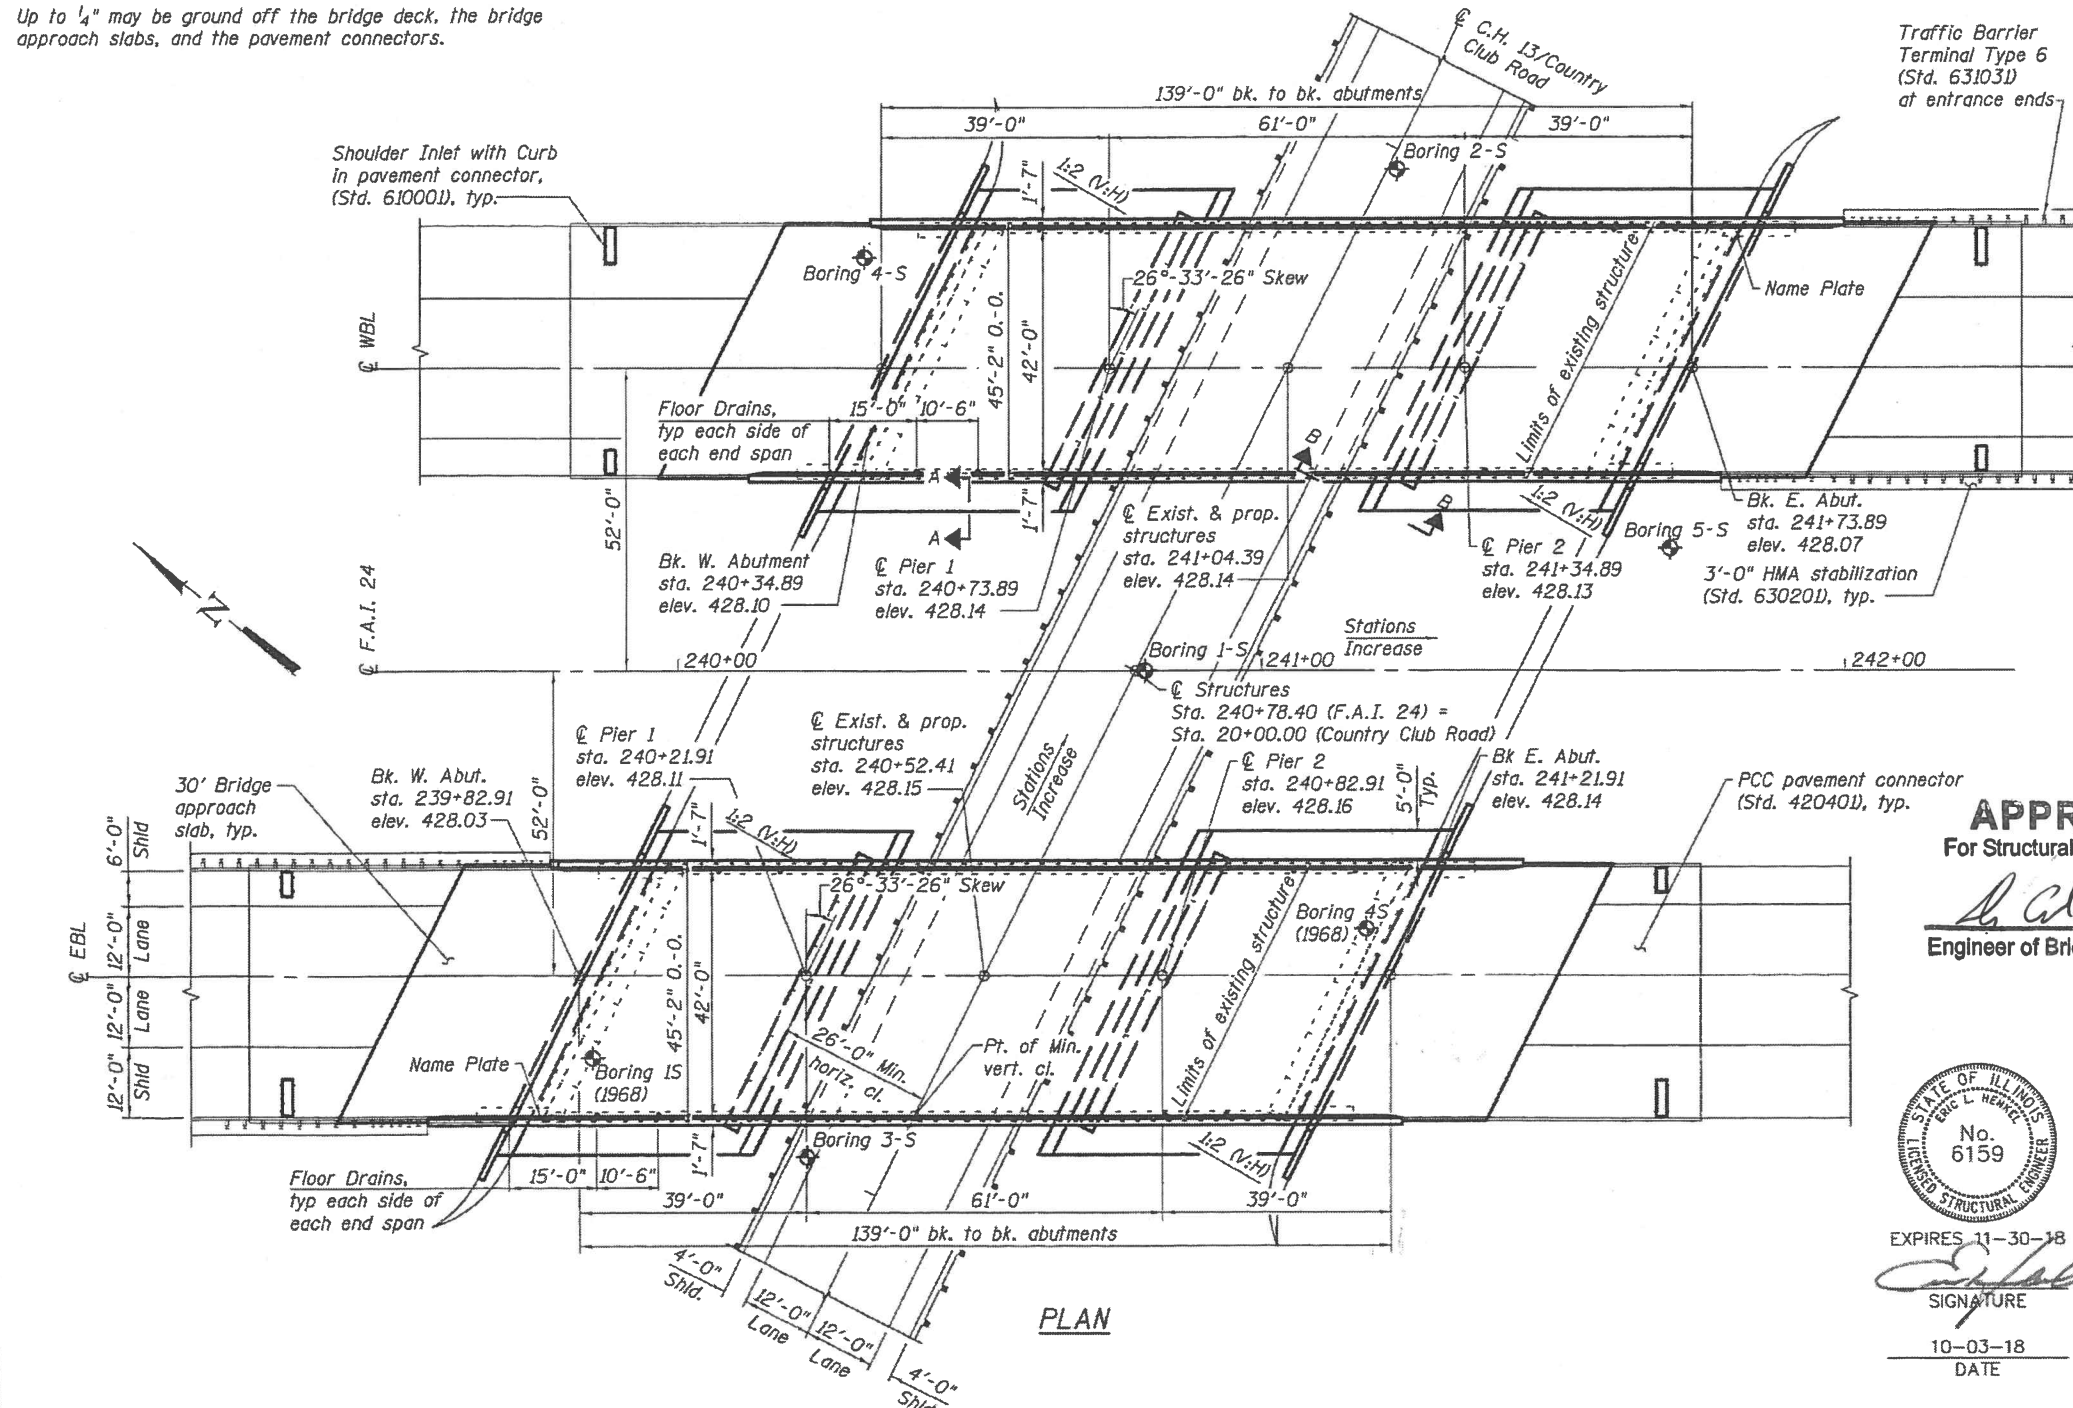 Up to 1/4" may be ground off the bridge deck, the bridge
approach slabs, and the pavement connectors.
℄ C.H. 13/Country
Club Road
Traffic Barrier
Terminal Type 6
(Std. 631031)
at entrance ends
139'-0" bk. to bk. abutments
39'-0"
61'-0"
39'-0"
Shoulder Inlet with Curb
in pavement connector,
(Std. 610001), typ.
1'-7"
1:2 (V:H)
Boring 2-S
Boring 4-S
26°-33'-26" Skew
Limits of existing structure
Name Plate
℄ WBL
45'-2" O.-O.
42'-0"
Floor Drains,
typ each side of
each end span
15'-0"
10'-6"
A
A
1'-7"
B
B
52'-0"
℄ Exist. & prop.
structures
sta. 241+04.39
elev. 428.14
1:2 (V:H)
Bk. E. Abut.
sta. 241+73.89
elev. 428.07
Boring 5-S
Bk. W. Abutment
sta. 240+34.89
elev. 428.10
℄ Pier 1
sta. 240+73.89
elev. 428.14
℄ Pier 2
sta. 241+34.89
elev. 428.13
3'-0" HMA stabilization
(Std. 630201), typ.
N
℄ F.A.I. 24
Stations
Increase
240+00
Boring 1-S
241+00
242+00
℄ Structures
Sta. 240+78.40 (F.A.I. 24) =
Sta. 20+00.00 (Country Club Road)
℄ Pier 1
sta. 240+21.91
elev. 428.11
℄ Exist. & prop.
structures
sta. 240+52.41
elev. 428.15
Stations
Increase
℄ Pier 2
sta. 240+82.91
elev. 428.16
5'-0"
Typ.
Bk E. Abut.
sta. 241+21.91
elev. 428.14
PCC pavement connector
(Std. 420401), typ.
30' Bridge
approach
slab, typ.
Bk. W. Abut.
sta. 239+82.91
elev. 428.03
52'-0"
1'-7"
1:2 (V:H)
APPR
For Structural
Engineer of Bri
6'-0"
Shld
12'-0"
Lane
12'-0"
Lane
12'-0"
Shld
℄ EBL
26°-33'-26" Skew
45'-2" O.-O.
42'-0"
Boring 4S
(1968)
Limits of existing structure
26'-0" Min.
horiz. cl.
Pt. of Min.
vert. cl.
Name Plate
Boring 1S
(1968)
Boring 3-S
1'-7"
1:2 (V:H)
Floor Drains,
typ each side of
each end span
15'-0"
10'-6"
39'-0"
61'-0"
39'-0"
139'-0" bk. to bk. abutments
4'-0"
Shld.
12'-0"
Lane
12'-0"
Lane
4'-0"
Shld.
PLAN
STATE OF ILLINOIS
ERIC L. HENKEL
No.
6159
LICENSED STRUCTURAL ENGINEER
EXPIRES 11-30-18
SIGNATURE
10-03-18
DATE